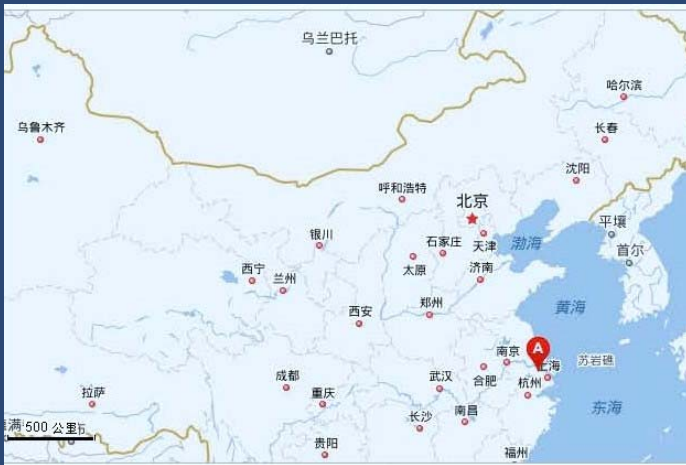 乌兰巴托
哈尔滨
乌鲁木齐
长春
沈阳
呼和浩特
北京
平壤
银川
石家庄
天津
渤海
首尔
太原
西宁
兰州
济南
黄海
郑州
西安
A
南京
苏岩礁
上海
合肥
成都
武汉
杭州
拉萨
重庆
东海
长沙
南昌
满
500 公里
贵阳
福州